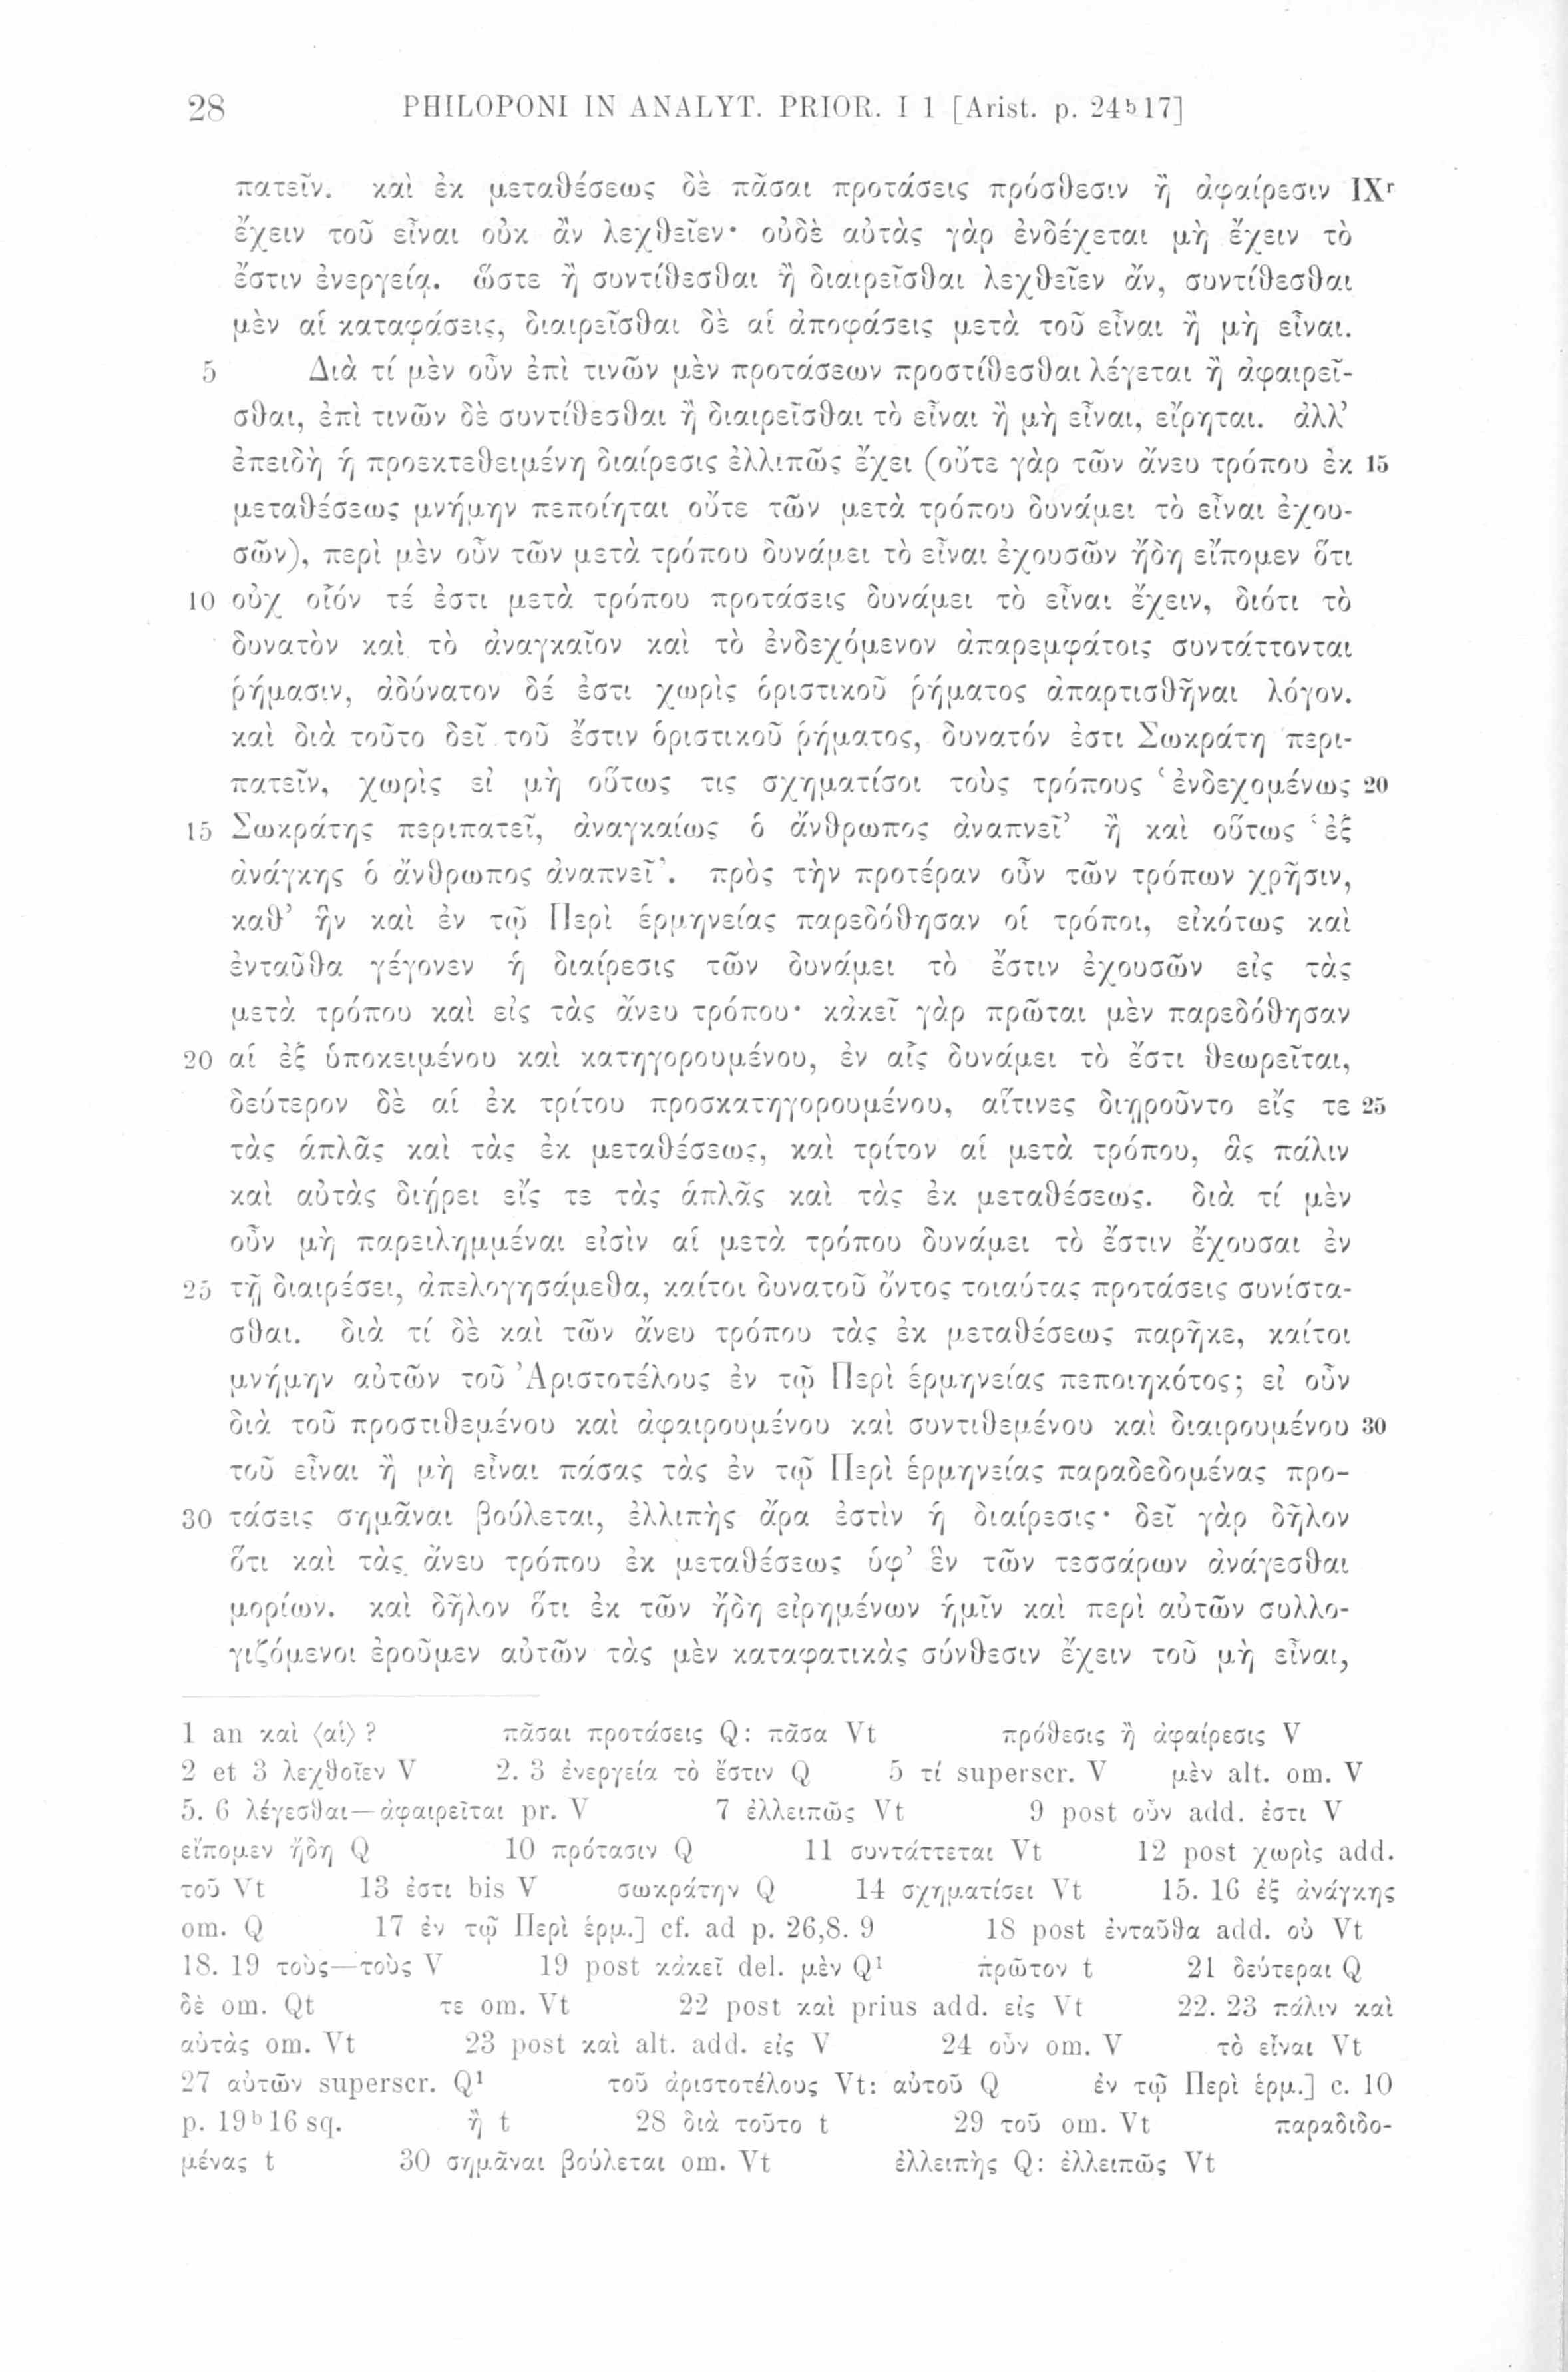 28 PHILOPONI IN ANALYT. PRIOR. I 1 [Arist. p. 24ᵇ17]
πατεῖν. καὶ ἐκ μεταθέσεως δὲ πᾶσαι προτάσεις πρόσθεσιν ἢ ἀφαίρεσιν IXʳ
ἔχειν τοῦ εἶναι οὐκ ἂν λεχθεῖεν· οὐδὲ αὐτὰς γὰρ ἐνδέχεται μὴ ἔχειν τὸ
ἔστιν ἐνεργείᾳ. ὥστε ἢ συντίθεσθαι ἢ διαιρεῖσθαι λεχθεῖεν ἄν, συντίθεσθαι
μὲν αἱ καταφάσεις, διαιρεῖσθαι δὲ αἱ ἀποφάσεις μετὰ τοῦ εἶναι ἢ μὴ εἶναι.
5 Διὰ τί μὲν οὖν ἐπὶ τινῶν μὲν προτάσεων προστίθεσθαι λέγεται ἢ ἀφαιρεῖ-
σθαι, ἐπὶ τινῶν δὲ συντίθεσθαι ἢ διαιρεῖσθαι τὸ εἶναι ἢ μὴ εἶναι, εἴρηται. ἀλλ’
ἐπειδὴ ἡ προεκτεθειμένη διαίρεσις ἐλλιπῶς ἔχει (οὔτε γὰρ τῶν ἄνευ τρόπου ἐκ 15
μεταθέσεως μνήμην πεποίηται οὔτε τῶν μετὰ τρόπου δυνάμει τὸ εἶναι ἐχου-
σῶν), περὶ μὲν οὖν τῶν μετὰ τρόπου δυνάμει τὸ εἶναι ἐχουσῶν ἤδη εἴπομεν ὅτι
10 οὐχ οἷόν τέ ἐστι μετὰ τρόπου προτάσεις δυνάμει τὸ εἶναι ἔχειν, διότι τὸ
δυνατὸν καὶ τὸ ἀναγκαῖον καὶ τὸ ἐνδεχόμενον ἀπαρεμφάτοις συντάττονται
ῥήμασιν, ἀδύνατον δέ ἐστι χωρὶς ὁριστικοῦ ῥήματος ἀπαρτισθῆναι λόγον.
καὶ διὰ τοῦτο δεῖ τοῦ ἔστιν ὁριστικοῦ ῥήματος, δυνατόν ἐστι Σωκράτη περι-
πατεῖν, χωρὶς εἰ μὴ οὕτως τις σχηματίσοι τοὺς τρόπους ‘ἐνδεχομένως 20
15 Σωκράτης περιπατεῖ, ἀναγκαίως ὁ ἄνθρωπος ἀναπνεῖ’ ἢ καὶ οὕτως ‘ἐξ
ἀνάγκης ὁ ἄνθρωπος ἀναπνεῖ’. πρὸς τὴν προτέραν οὖν τῶν τρόπων χρῆσιν,
καθ’ ἣν καὶ ἐν τῷ Περὶ ἑρμηνείας παρεδόθησαν οἱ τρόποι, εἰκότως καὶ
ἐνταῦθα γέγονεν ἡ διαίρεσις τῶν δυνάμει τὸ ἔστιν ἐχουσῶν εἰς τὰς
μετὰ τρόπου καὶ εἰς τὰς ἄνευ τρόπου· κἀκεῖ γὰρ πρῶται μὲν παρεδόθησαν
20 αἱ ἐξ ὑποκειμένου καὶ κατηγορουμένου, ἐν αἷς δυνάμει τὸ ἔστι θεωρεῖται,
δεύτερον δὲ αἱ ἐκ τρίτου προσκατηγορουμένου, αἵτινες διῃροῦντο εἴς τε 25
τὰς ἁπλᾶς καὶ τὰς ἐκ μεταθέσεως, καὶ τρίτον αἱ μετὰ τρόπου, ἃς πάλιν
καὶ αὐτὰς διῄρει εἴς τε τὰς ἁπλᾶς καὶ τὰς ἐκ μεταθέσεως. διὰ τί μὲν
οὖν μὴ παρειλημμέναι εἰσὶν αἱ μετὰ τρόπου δυνάμει τὸ ἔστιν ἔχουσαι ἐν
25 τῇ διαιρέσει, ἀπελογησάμεθα, καίτοι δυνατοῦ ὄντος τοιαύτας προτάσεις συνίστα-
σθαι. διὰ τί δὲ καὶ τῶν ἄνευ τρόπου τὰς ἐκ μεταθέσεως παρῆκε, καίτοι
μνήμην αὐτῶν τοῦ Ἀριστοτέλους ἐν τῷ Περὶ ἑρμηνείας πεποιηκότος; εἰ οὖν
διὰ τοῦ προστιθεμένου καὶ ἀφαιρουμένου καὶ συντιθεμένου καὶ διαιρουμένου 30
τοῦ εἶναι ἢ μὴ εἶναι πάσας τὰς ἐν τῷ Περὶ ἑρμηνείας παραδεδομένας προ-
30 τάσεις σημᾶναι βούλεται, ἐλλιπὴς ἄρα ἐστὶν ἡ διαίρεσις· δεῖ γὰρ δῆλον
ὅτι καὶ τὰς ἄνευ τρόπου ἐκ μεταθέσεως ὑφ’ ἓν τῶν τεσσάρων ἀνάγεσθαι
μορίων. καὶ δῆλον ὅτι ἐκ τῶν ἤδη εἰρημένων ἡμῖν καὶ περὶ αὐτῶν συλλο-
γιζόμενοι ἐροῦμεν αὐτῶν τὰς μὲν καταφατικὰς σύνθεσιν ἔχειν τοῦ μὴ εἶναι,
1 an καὶ ⟨αἱ⟩? πᾶσαι προτάσεις Q: πᾶσα Vt πρόθεσις ἢ ἀφαίρεσις V
2 et 3 λεχθοῖεν V 2. 3 ἐνεργεία τὸ ἔστιν Q 5 τί superscr. V μὲν alt. om. V
5. 6 λέγεσθαι—ἀφαιρεῖται pr. V 7 ἐλλειπῶς Vt 9 post οὖν add. ἐστι V
εἴπομεν ἤδη Q 10 πρότασιν Q 11 συντάττεται Vt 12 post χωρὶς add.
τοῦ Vt 13 ἐστι bis V σωκράτην Q 14 σχηματίσει Vt 15. 16 ἐξ ἀνάγκης
om. Q 17 ἐν τῷ Περὶ ἑρμ.] cf. ad p. 26,8. 9 18 post ἐνταῦθα add. οὐ Vt
18. 19 τοὺς—τοὺς V 19 post κἀκεῖ del. μὲν Q¹ πρῶτον t 21 δεύτεραι Q
δὲ om. Qt τε om. Vt 22 post καὶ prius add. εἰς Vt 22. 23 πάλιν καὶ
αὐτὰς om. Vt 23 post καὶ alt. add. εἰς V 24 οὖν om. V τὸ εἶναι Vt
27 αὐτῶν superscr. Q¹ τοῦ ἀριστοτέλους Vt: αὐτοῦ Q ἐν τῷ Περὶ ἑρμ.] c. 10
p. 19ᵇ16 sq. ἢ t 28 διὰ τοῦτο t 29 τοῦ om. Vt παραδιδο-
μένας t 30 σημᾶναι βούλεται om. Vt ἐλλειπὴς Q: ἐλλειπῶς Vt